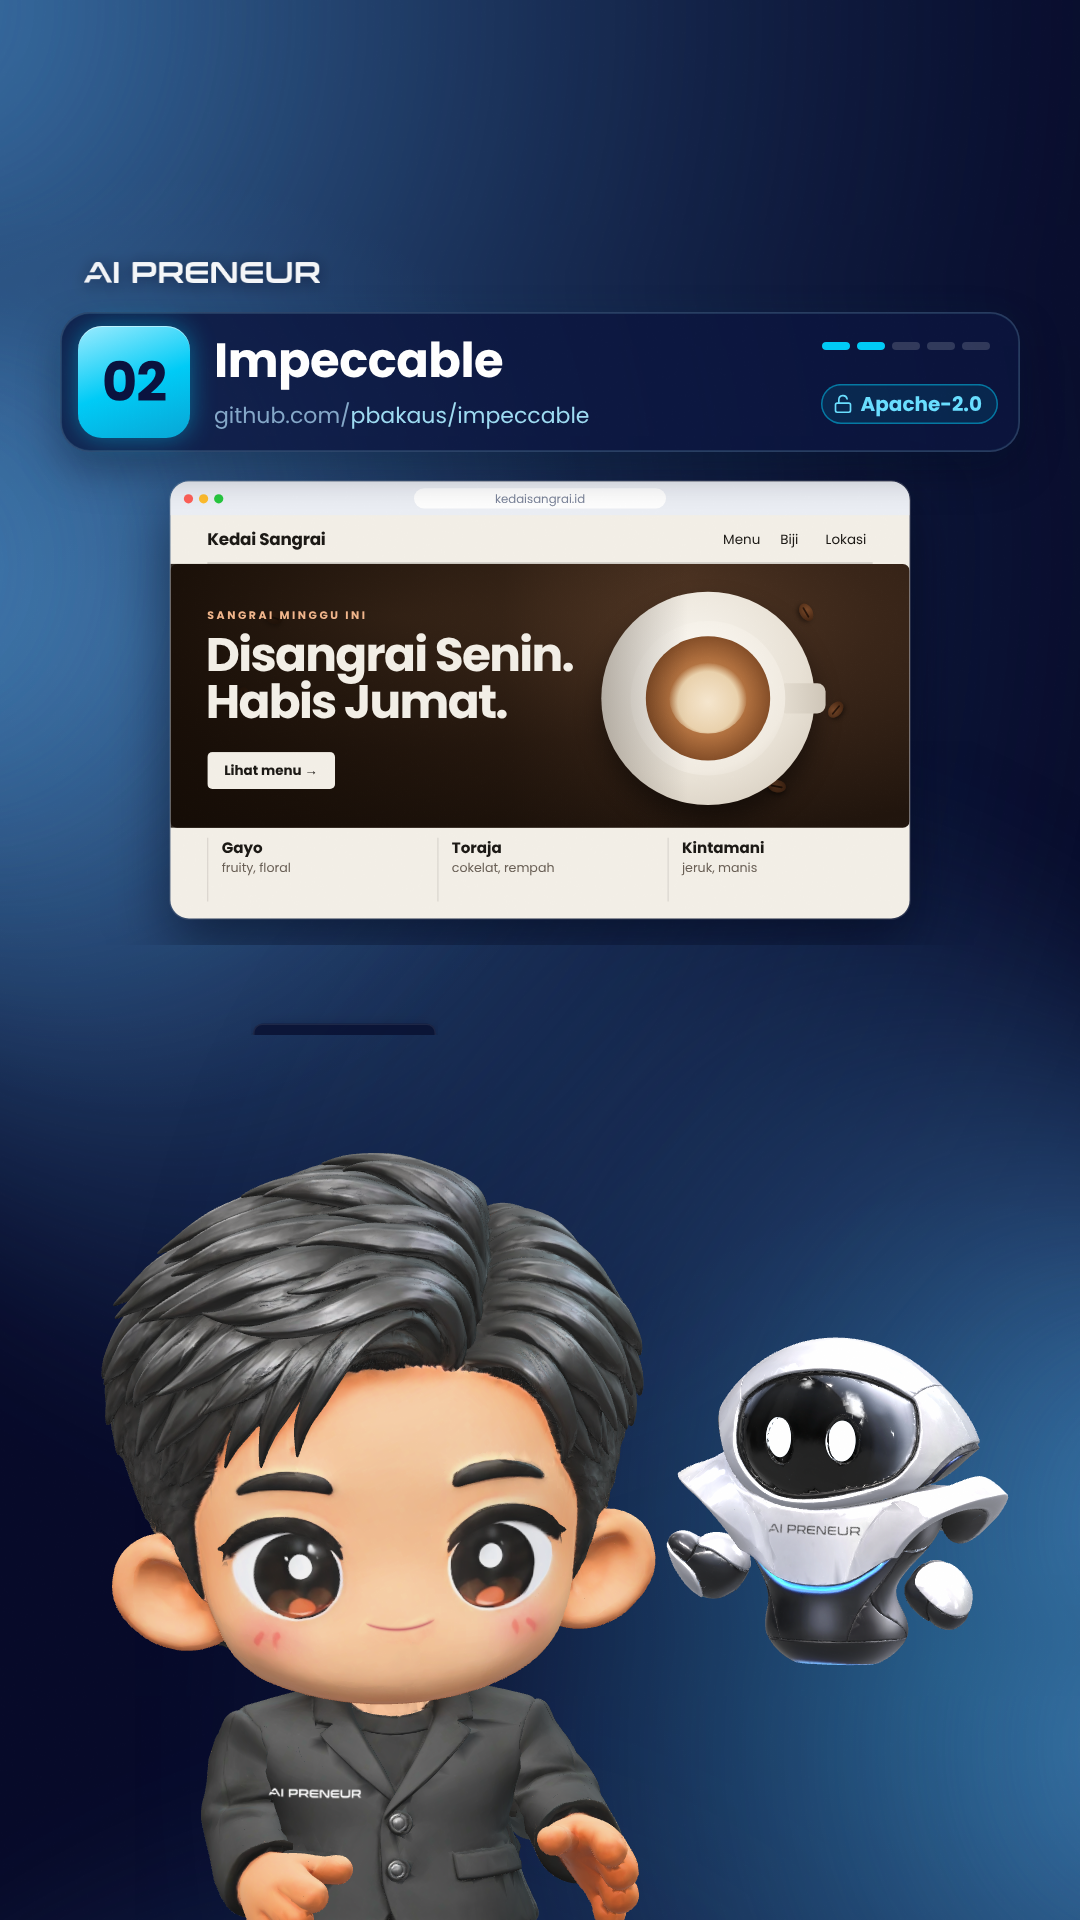 AI PRENEUR
02
Impeccable
github.com/pbakaus/impeccable
Apache-2.0
kedaisangrai.id
Kedai Sangrai
Menu Biji Lokasi
SANGRAI MINGGU INI
Disangrai Senin.
Habis Jumat.
Lihat menu →
Gayo
fruity, floral
Toraja
cokelat, rempah
Kintamani
jeruk, manis
AI PRENEUR
AI PRENEUR